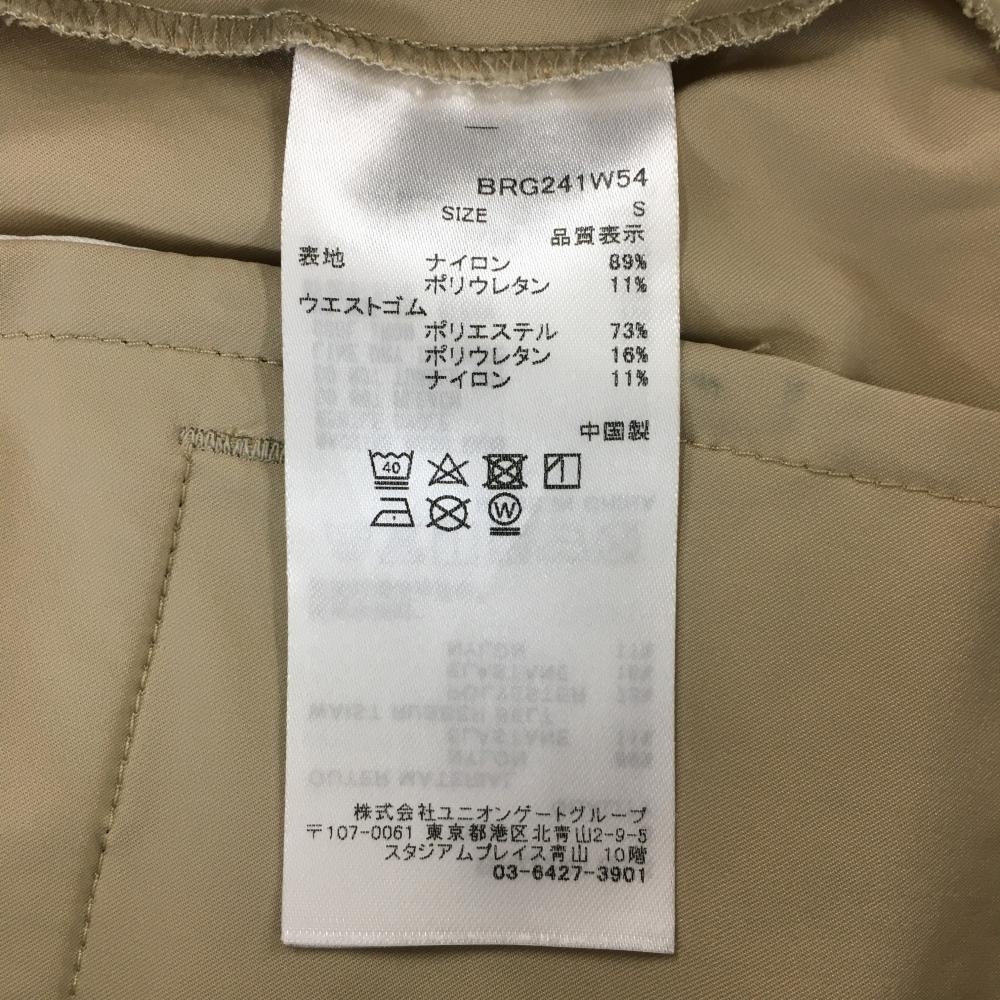 BRG241W54
SIZE S
品質表示
表地 ナイロン 89%
ポリウレタン 11%
ウエストゴム
ポリエステル 73%
ポリウレタン 16%
ナイロン 11%
中国製
40
W
株式会社ユニオンゲートグループ
〒107-0061 東京都港区北青山2-9-5
スタジアムプレイス青山 10階
03-6427-3901